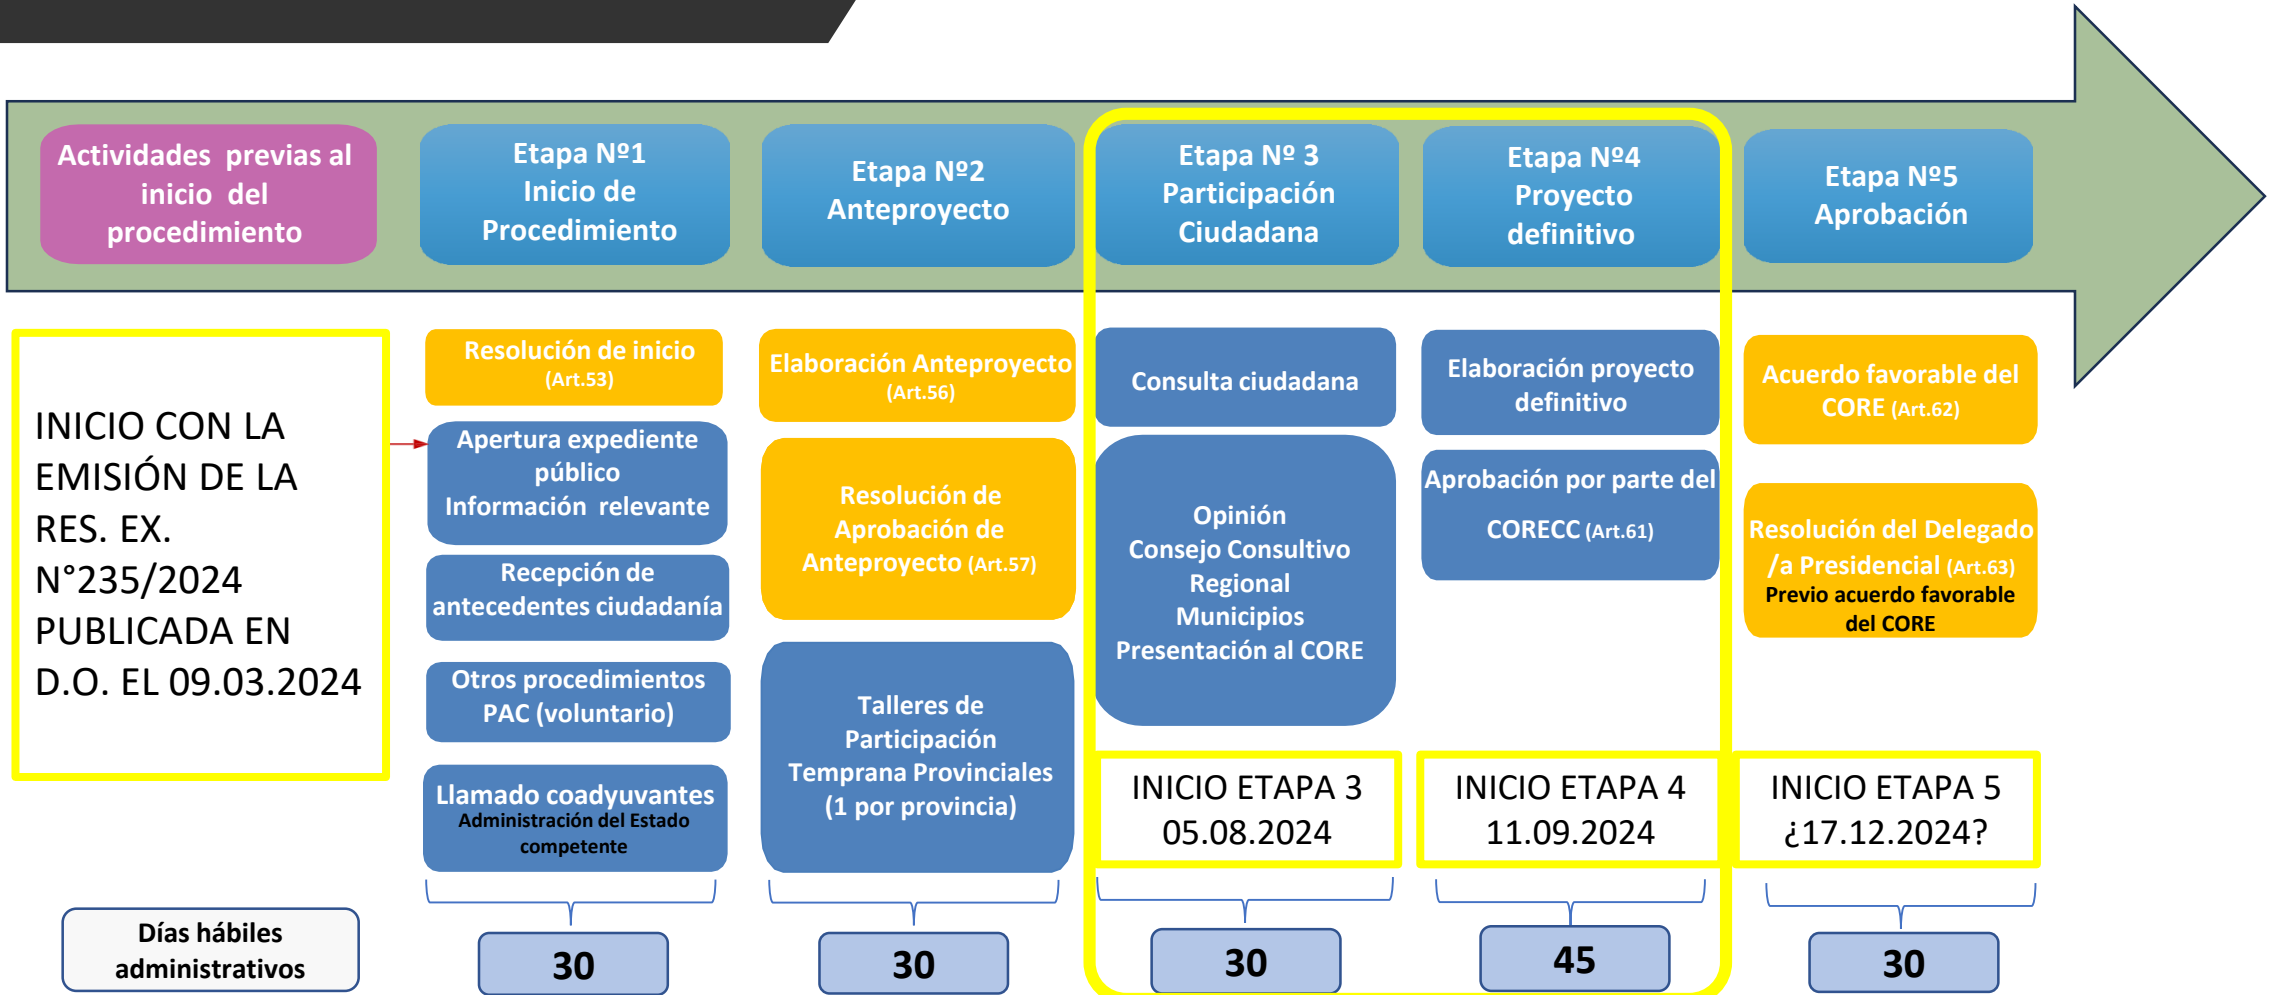 Actividades previas al
inicio del
procedimiento
Etapa Nº1
Inicio de
Procedimiento
Etapa Nº2
Anteproyecto
Etapa Nº 3
Participación
Ciudadana
Etapa Nº4
Proyecto
definitivo
Etapa Nº5
Aprobación
INICIO CON LA
EMISIÓN DE LA
RES. EX.
N°235/2024
PUBLICADA EN
D.O. EL 09.03.2024
Resolución de inicio
(Art.53)
Apertura expediente
público
Información relevante
Recepción de
antecedentes ciudadanía
Otros procedimientos
PAC (voluntario)
Llamado coadyuvantes
Administración del Estado
competente
Elaboración Anteproyecto
(Art.56)
Resolución de
Aprobación de
Anteproyecto (Art.57)
Talleres de
Participación
Temprana Provinciales
(1 por provincia)
Consulta ciudadana
Opinión
Consejo Consultivo
Regional
Municipios
Presentación al CORE
INICIO ETAPA 3
05.08.2024
Elaboración proyecto
definitivo
Aprobación por parte del
CORECC (Art.61)
INICIO ETAPA 4
11.09.2024
Acuerdo favorable del
CORE (Art.62)
Resolución del Delegado
/a Presidencial (Art.63)
Previo acuerdo favorable
del CORE
INICIO ETAPA 5
¿17.12.2024?
Días hábiles
administrativos
30
30
30
45
30